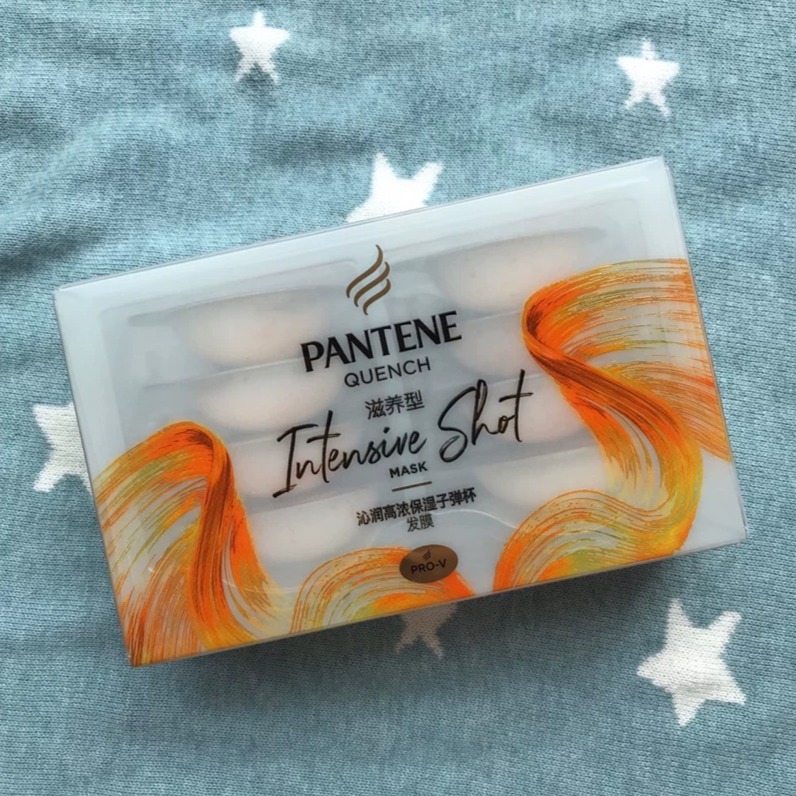 PANTENE
QUENCH
滋养型
Intensive Shot
MASK
沁润高浓保湿子弹杯
发膜
PRO-V